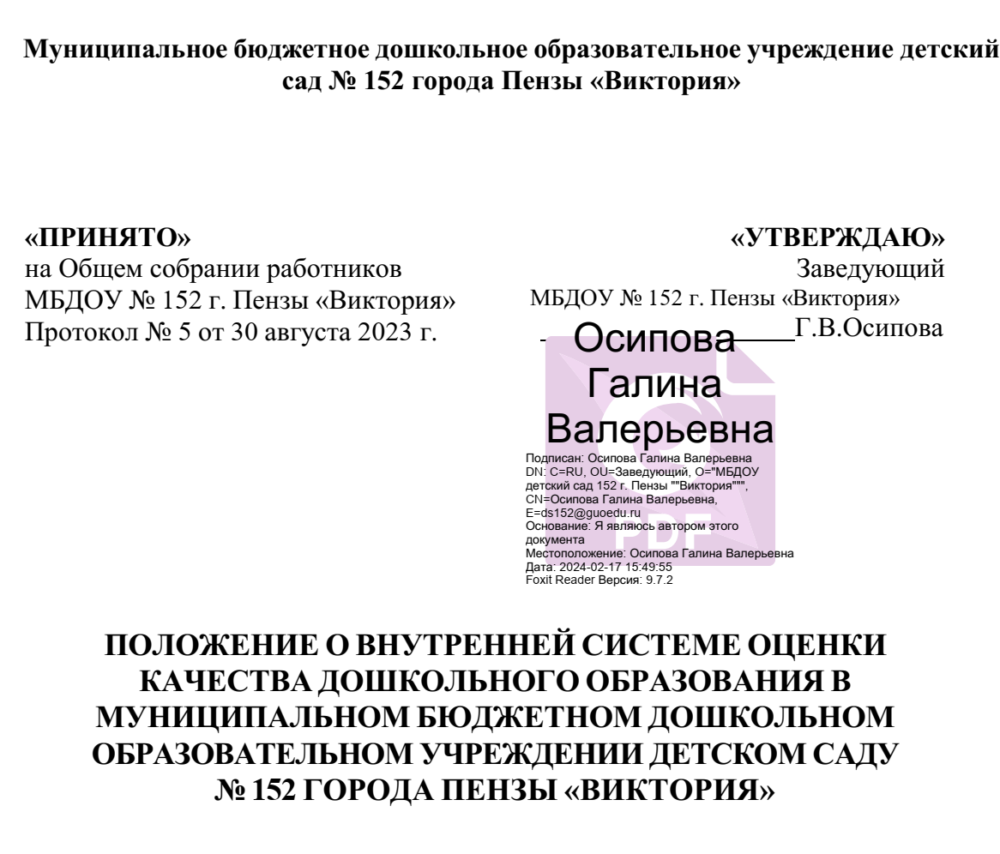 Муниципальное бюджетное дошкольное образовательное учреждение детский
сад № 152 города Пензы «Виктория»
«ПРИНЯТО»
на Общем собрании работников
МБДОУ № 152 г. Пензы «Виктория»
Протокол № 5 от 30 августа 2023 г.
«УТВЕРЖДАЮ»
Заведующий
МБДОУ № 152 г. Пензы «Виктория»
Г.В.Осипова
Осипова
Галина
Валерьевна
Подписан: Осипова Галина Валерьевна
DN: C=RU, OU=Заведующий, O="МБДОУ
детский сад 152 г. Пензы ""Виктория""",
CN=Осипова Галина Валерьевна,
E=ds152@guoedu.ru
Основание: Я являюсь автором этого
документа
Местоположение: Осипова Галина Валерьевна
Дата: 2024-02-17 15:49:55
Foxit Reader Версия: 9.7.2
PDF
ПОЛОЖЕНИЕ О ВНУТРЕННЕЙ СИСТЕМЕ ОЦЕНКИ
КАЧЕСТВА ДОШКОЛЬНОГО ОБРАЗОВАНИЯ В
МУНИЦИПАЛЬНОМ БЮДЖЕТНОМ ДОШКОЛЬНОМ
ОБРАЗОВАТЕЛЬНОМ УЧРЕЖДЕНИИ ДЕТСКОМ САДУ
№ 152 ГОРОДА ПЕНЗЫ «ВИКТОРИЯ»